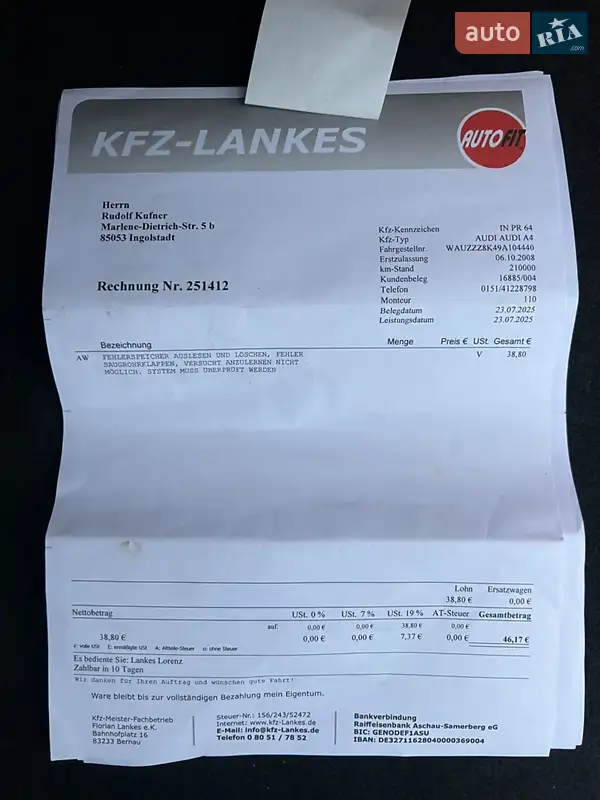 auto RIA .com
KFZ-LANKES
AUTOFIT
Herrn
Rudolf Kufner
Marlene-Dietrich-Str. 5 b
85053 Ingolstadt
Kfz-Kennzeichen IN PR 64
Kfz-Typ AUDI AUDI A4
Fahrgestellnr. WAUZZZ8K49A104440
Erstzulassung 06.10.2008
km-Stand 210000
Kundenbeleg 16885/004
Telefon 0151/41228798
Monteur 110
Belegdatum 23.07.2025
Leistungsdatum 23.07.2025
Rechnung Nr. 251412
Bezeichnung Menge Preis € USt. Gesamt €
AW FEHLERSPEICHER AUSLESEN UND LÖSCHEN, FEHLER V 38,80
SAUGROHRKLAPPEN, VERSUCHT ANZULERNEN NICHT
MÖGLICH, SYSTEM MUSS ÜBERPRÜFT WERDEN
Lohn Ersatzwagen
38,80 € 0,00 €
Nettobetrag USt. 0 % USt. 7 % USt. 19 % AT-Steuer Gesamtbetrag
auf: 0,00 € 0,00 € 38,80 € 0,00 €
38,80 € 0,00 € 0,00 € 7,37 € 0,00 € 46,17 €
V: volle USt E: ermäßigte USt A: Altteile-Steuer o: ohne Steuer
Es bediente Sie: Lankes Lorenz
Zahlbar in 10 Tagen
Wir danken für Ihren Auftrag und wünschen gute Fahrt!
Ware bleibt bis zur vollständigen Bezahlung mein Eigentum.
Kfz-Meister-Fachbetrieb
Florian Lankes e.K.
Bahnhofplatz 16
83233 Bernau
Steuer-Nr.: 156/243/52472
Internet: www.kfz-Lankes.de
E-Mail: info@kfz-Lankes.de
Telefon 0 80 51 / 78 52
Bankverbindung
Raiffeisenbank Aschau-Samerberg eG
BIC: GENODEF1ASU
IBAN: DE32711628040000369004